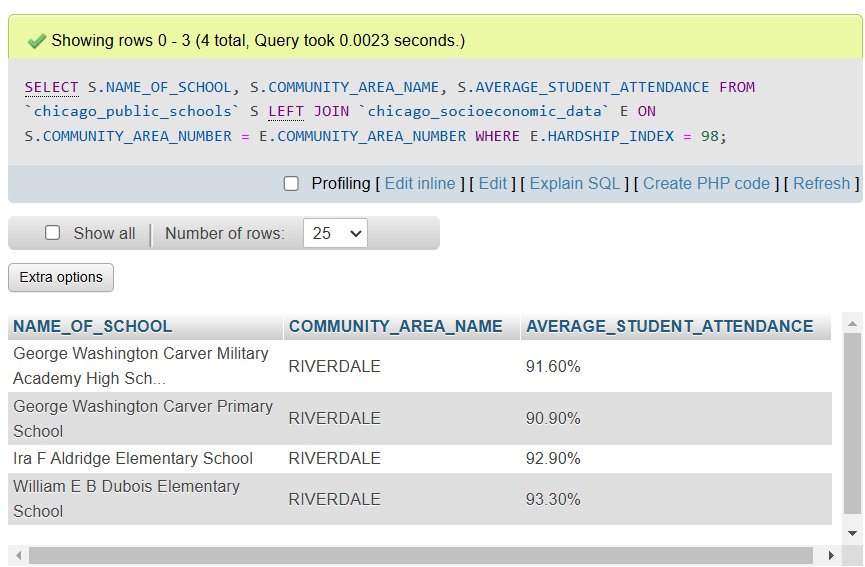 Showing rows 0 - 3 (4 total, Query took 0.0023 seconds.)
SELECT S.NAME_OF_SCHOOL, S.COMMUNITY_AREA_NAME, S.AVERAGE_STUDENT_ATTENDANCE FROM
`chicago_public_schools` S LEFT JOIN `chicago_socioeconomic_data` E ON
S.COMMUNITY_AREA_NUMBER = E.COMMUNITY_AREA_NUMBER WHERE E.HARDSHIP_INDEX = 98;
Profiling [ Edit inline ] [ Edit ] [ Explain SQL ] [ Create PHP code ] [ Refresh ]
Show all Number of rows: 25
Extra options
NAME_OF_SCHOOL COMMUNITY_AREA_NAME AVERAGE_STUDENT_ATTENDANCE
George Washington Carver Military
Academy High Sch... RIVERDALE 91.60%
George Washington Carver Primary
School RIVERDALE 90.90%
Ira F Aldridge Elementary School RIVERDALE 92.90%
William E B Dubois Elementary
School RIVERDALE 93.30%